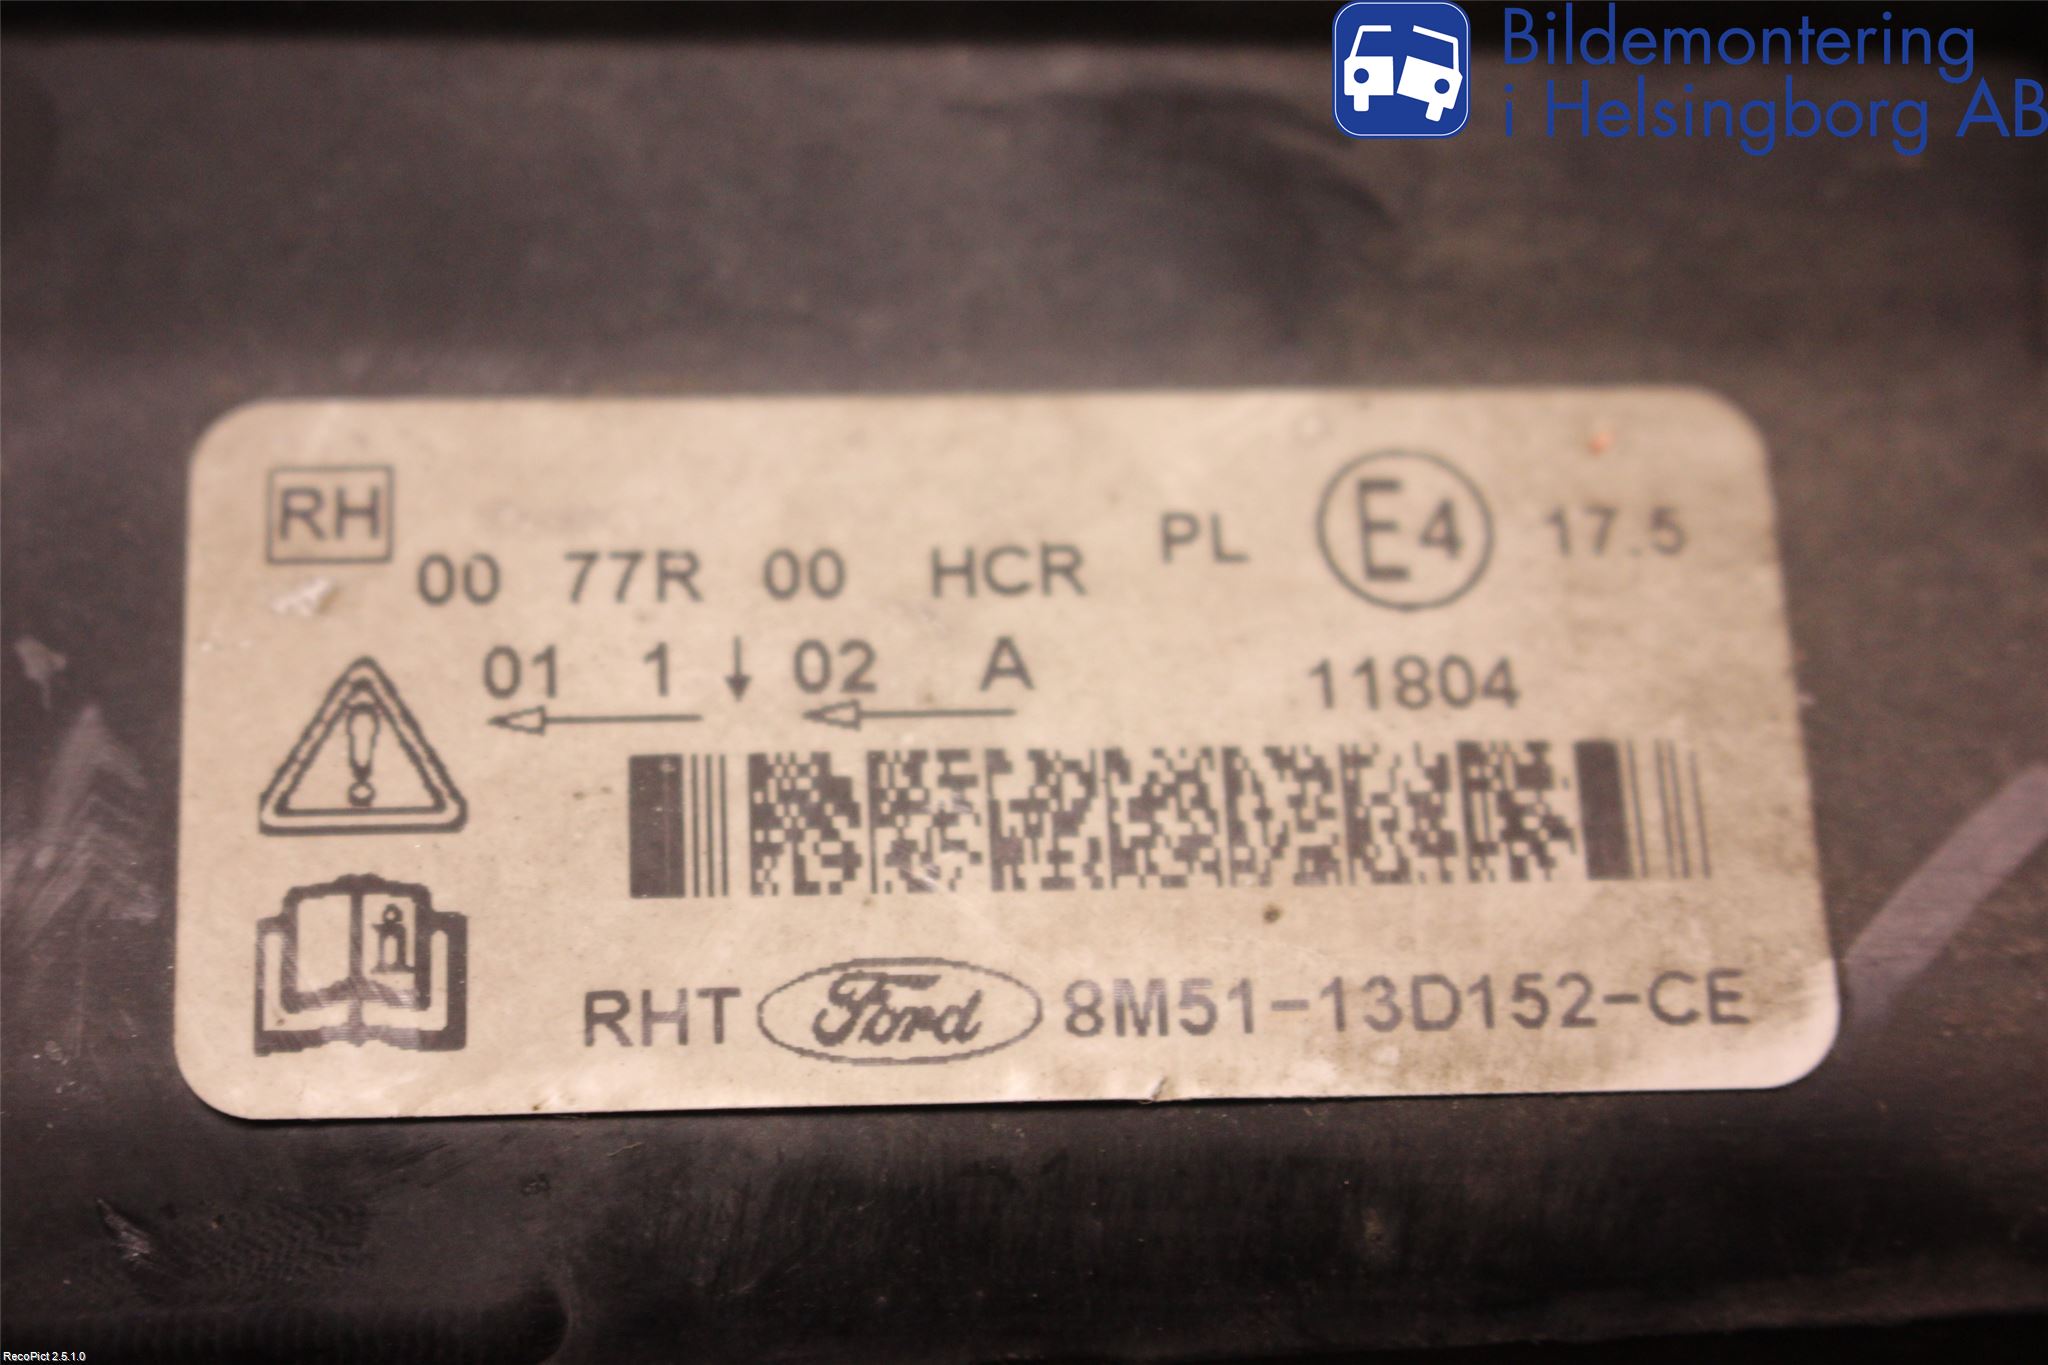 Bildemontering
i Helsingborg AB
RH
00 77R 00 HCR PL E4 17.5
01 1 ↓ 02 A 11804
RHT Ford 8M51-13D152-CE
RecoPict 2.5.1.0